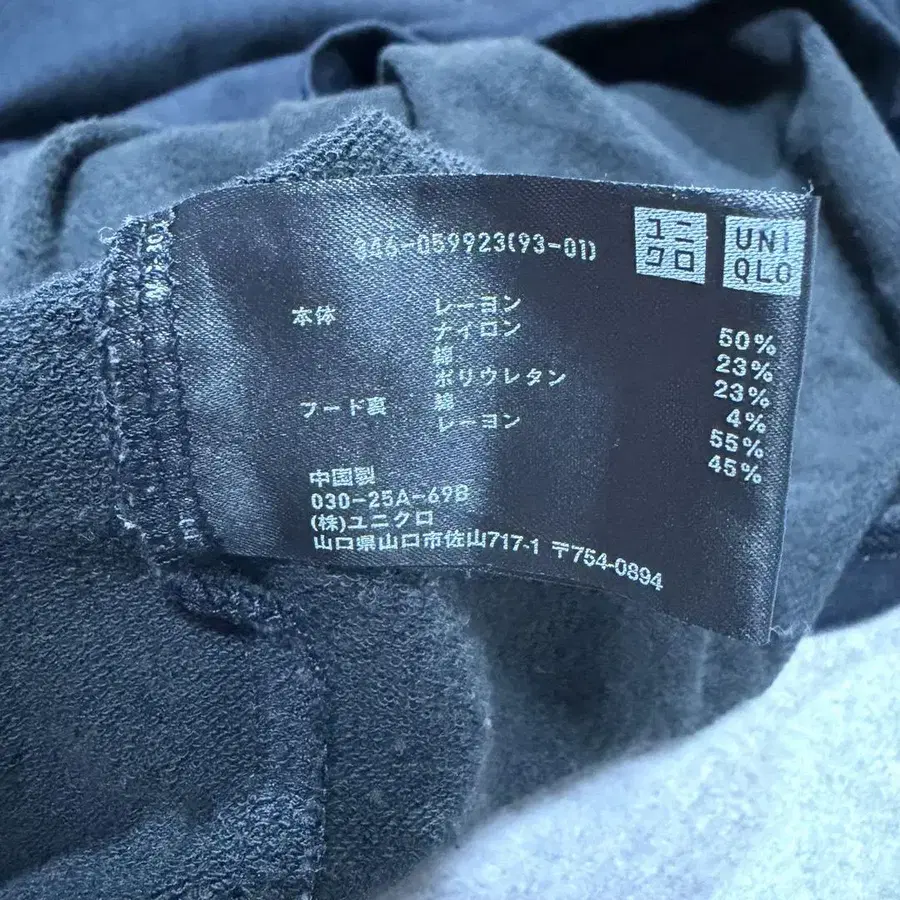 346-059923(93-01)
ユニ
クロ
UNI
QLO
本体 レーヨン 50%
ナイロン 23%
綿 23%
ポリウレタン 4%
フード裏 綿 55%
レーヨン 45%
中国製
030-25A-69B
(株)ユニクロ
山口県山口市佐山717-1 〒754-0894